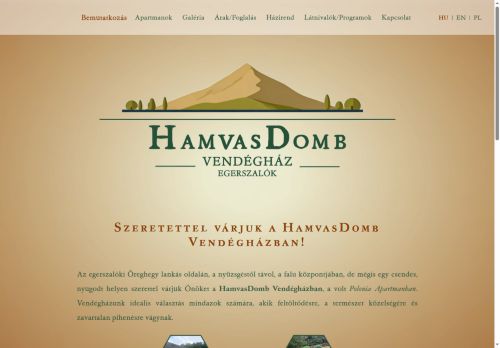 Bemutatkozás Apartmanok Galéria Árak/Foglalás Házirend Látnivalók/Programok Kapcsolat HU | EN | PL
HAMVASDOMB
VENDÉGHÁZ
EGERSZALÓK
SZERETETTEL VÁRJUK A HAMVASDOMB
VENDÉGHÁZBAN!
Az egerszalóki Öreghegy lankás oldalán, a nyüzsgéstől távol, a falu központjában, de mégis egy csendes,
nyugodt helyen szeretettel várjuk Önöket a HamvasDomb Vendégházban, a volt Polonia Apartmanban.
Vendégházunk ideális választás mindazok számára, akik feltöltődésre, a természet közelségére és
zavartalan pihenésre vágynak.